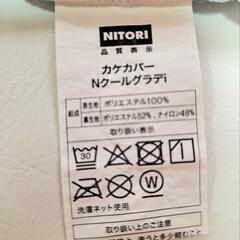 NITORI
品質表示
カケカバー
Nクールグラデi
組成 表生地 ポリエステル100%
裏生地 ポリエステル52%、ナイロン48%
取り扱い表示
30
W
洗濯ネット使用
取り扱い上のご注意